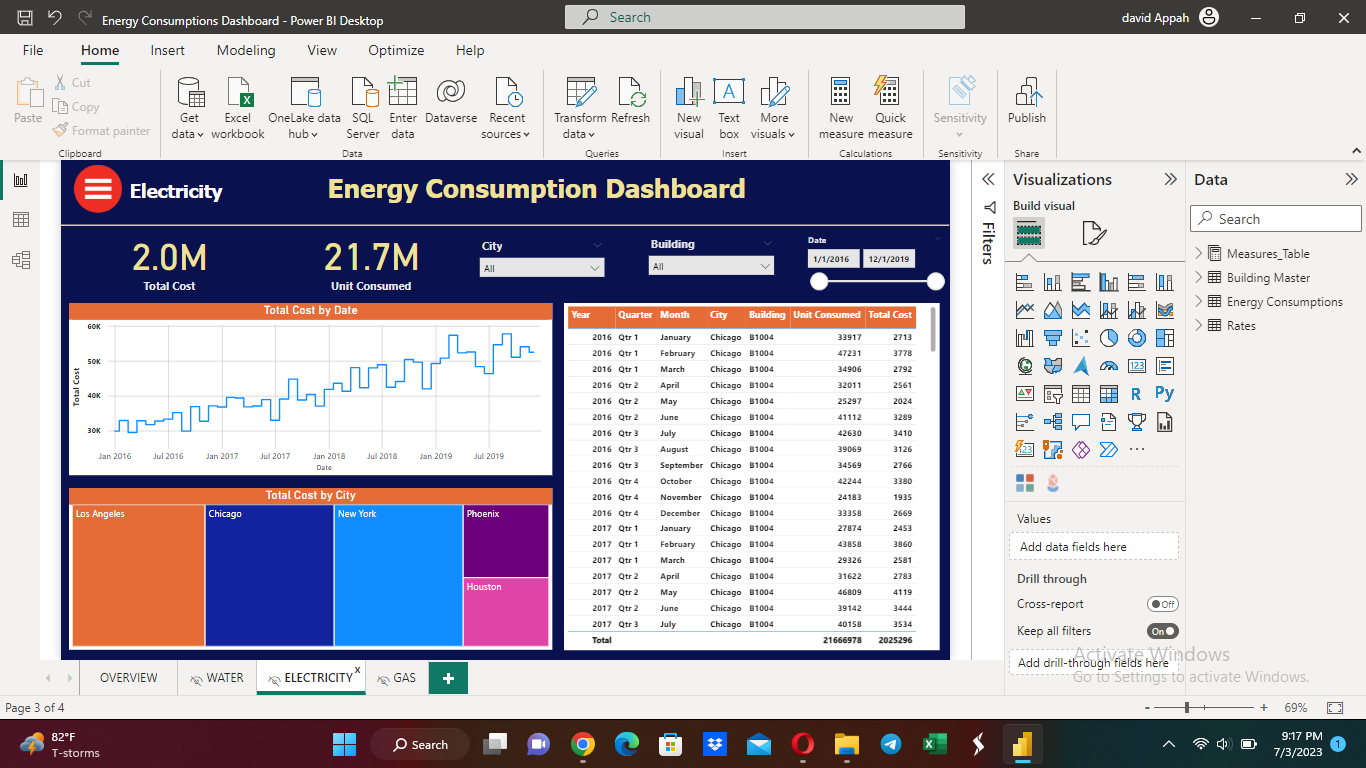 Energy Consumptions Dashboard - Power BI Desktop
Search
david Appah
File Home Insert Modeling View Optimize Help
Paste
Cut
Copy
Format painter
Clipboard
Get data
Excel workbook
OneLake data hub
SQL Server
Enter data
Dataverse
Recent sources
Data
Transform data
Refresh
Queries
New visual
Text box
More visuals
Insert
New measure
Quick measure
Calculations
Sensitivity
Sensitivity
Publish
Share
Electricity
Energy Consumption Dashboard
2.0M
Total Cost
21.7M
Unit Consumed
City
All
Building
All
Date
1/1/2016 12/1/2019
Total Cost by Date
Total Cost
60K
50K
40K
30K
Jan 2016 Jul 2016 Jan 2017 Jul 2017 Jan 2018 Jul 2018 Jan 2019 Jul 2019
Date
Total Cost by City
Los Angeles
Chicago
New York
Phoenix
Houston
Year Quarter Month City Building Unit Consumed Total Cost
2016 Qtr 1 January Chicago B1004 33917 2713
2016 Qtr 1 February Chicago B1004 47231 3778
2016 Qtr 1 March Chicago B1004 34906 2792
2016 Qtr 2 April Chicago B1004 32011 2561
2016 Qtr 2 May Chicago B1004 25297 2024
2016 Qtr 2 June Chicago B1004 41112 3289
2016 Qtr 3 July Chicago B1004 42630 3410
2016 Qtr 3 August Chicago B1004 39069 3126
2016 Qtr 3 September Chicago B1004 34569 2766
2016 Qtr 4 October Chicago B1004 42244 3380
2016 Qtr 4 November Chicago B1004 24183 1935
2016 Qtr 4 December Chicago B1004 33358 2669
2017 Qtr 1 January Chicago B1004 27874 2453
2017 Qtr 1 February Chicago B1004 43858 3860
2017 Qtr 1 March Chicago B1004 29326 2581
2017 Qtr 2 April Chicago B1004 31622 2783
2017 Qtr 2 May Chicago B1004 46809 4119
2017 Qtr 2 June Chicago B1004 39142 3444
2017 Qtr 3 July Chicago B1004 40158 3534
Total 21666978 2025296
Filters
Visualizations
Build visual
123
R
Py
123
Values
Add data fields here
Drill through
Cross-report
Off
Keep all filters
On
Add drill-through fields here
Data
Search
Measures_Table
Building Master
Energy Consumptions
Rates
Activate Windows
Go to Settings to activate Windows.
OVERVIEW
WATER
ELECTRICITY
x
GAS
+
Page 3 of 4
- + 69%
82°F
T-storms
Search
9:17 PM
7/3/2023
1